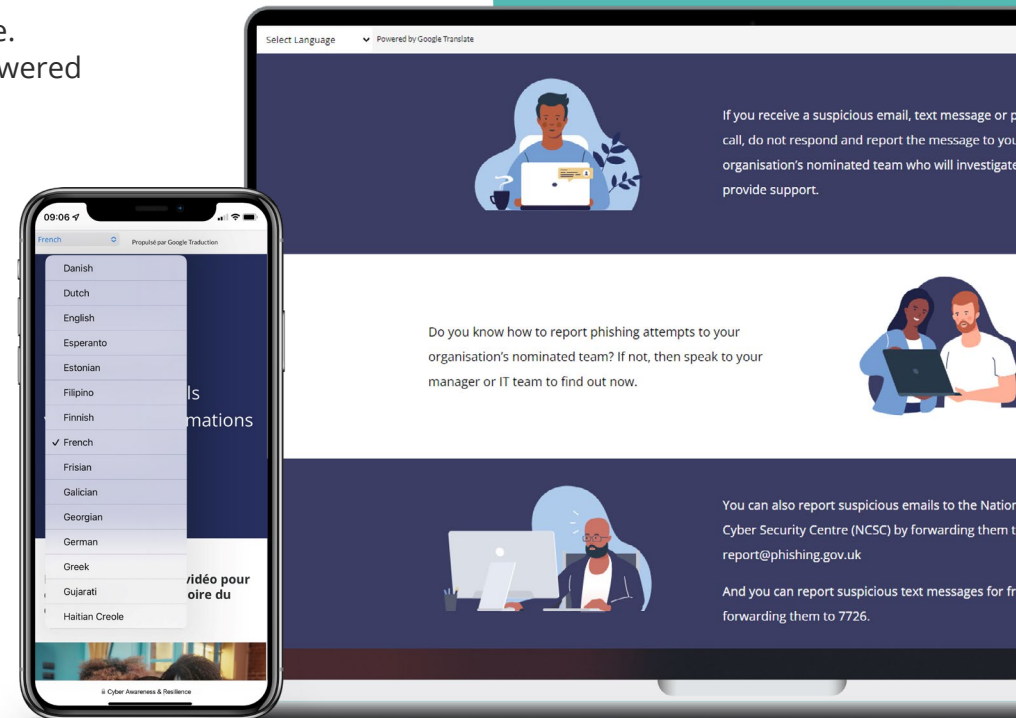 e.
wered
Select Language
Powered by Google Translate
If you receive a suspicious email, text message or p
call, do not respond and report the message to you
organisation's nominated team who will investigate
provide support.
Do you know how to report phishing attempts to your
organisation's nominated team? If not, then speak to your
manager or IT team to find out now.
You can also report suspicious emails to the Nation
Cyber Security Centre (NCSC) by forwarding them t
report@phishing.gov.uk
And you can report suspicious text messages for fr
forwarding them to 7726.
09:06
French
Propulsé par Google Traduction
Danish
Dutch
English
Esperanto
Estonian
Filipino
Finnish
✓ French
Frisian
Galician
Georgian
German
Greek
Gujarati
Haitian Creole
ls
mations
vidéo pour
oire du
Cyber Awareness & Resilience